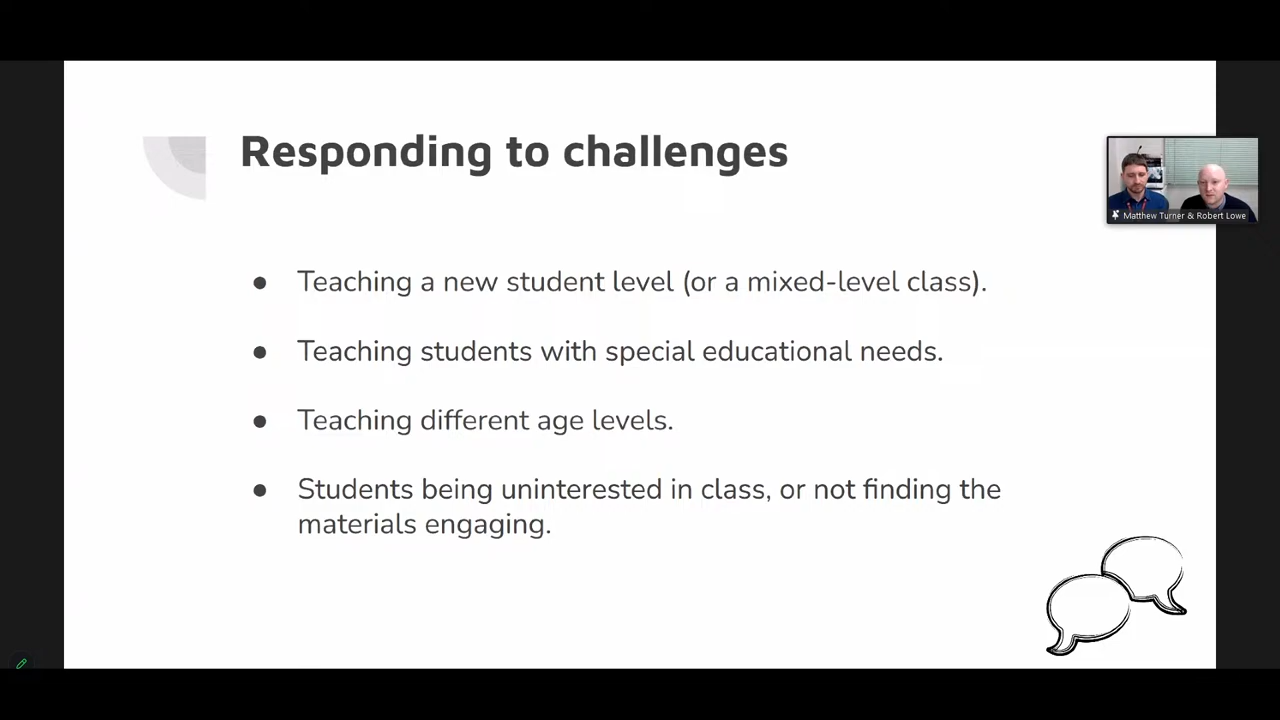 Responding to challenges
Matthew Turner & Robert Lowe
● Teaching a new student level (or a mixed-level class).
● Teaching students with special educational needs.
● Teaching different age levels.
● Students being uninterested in class, or not finding the
materials engaging.